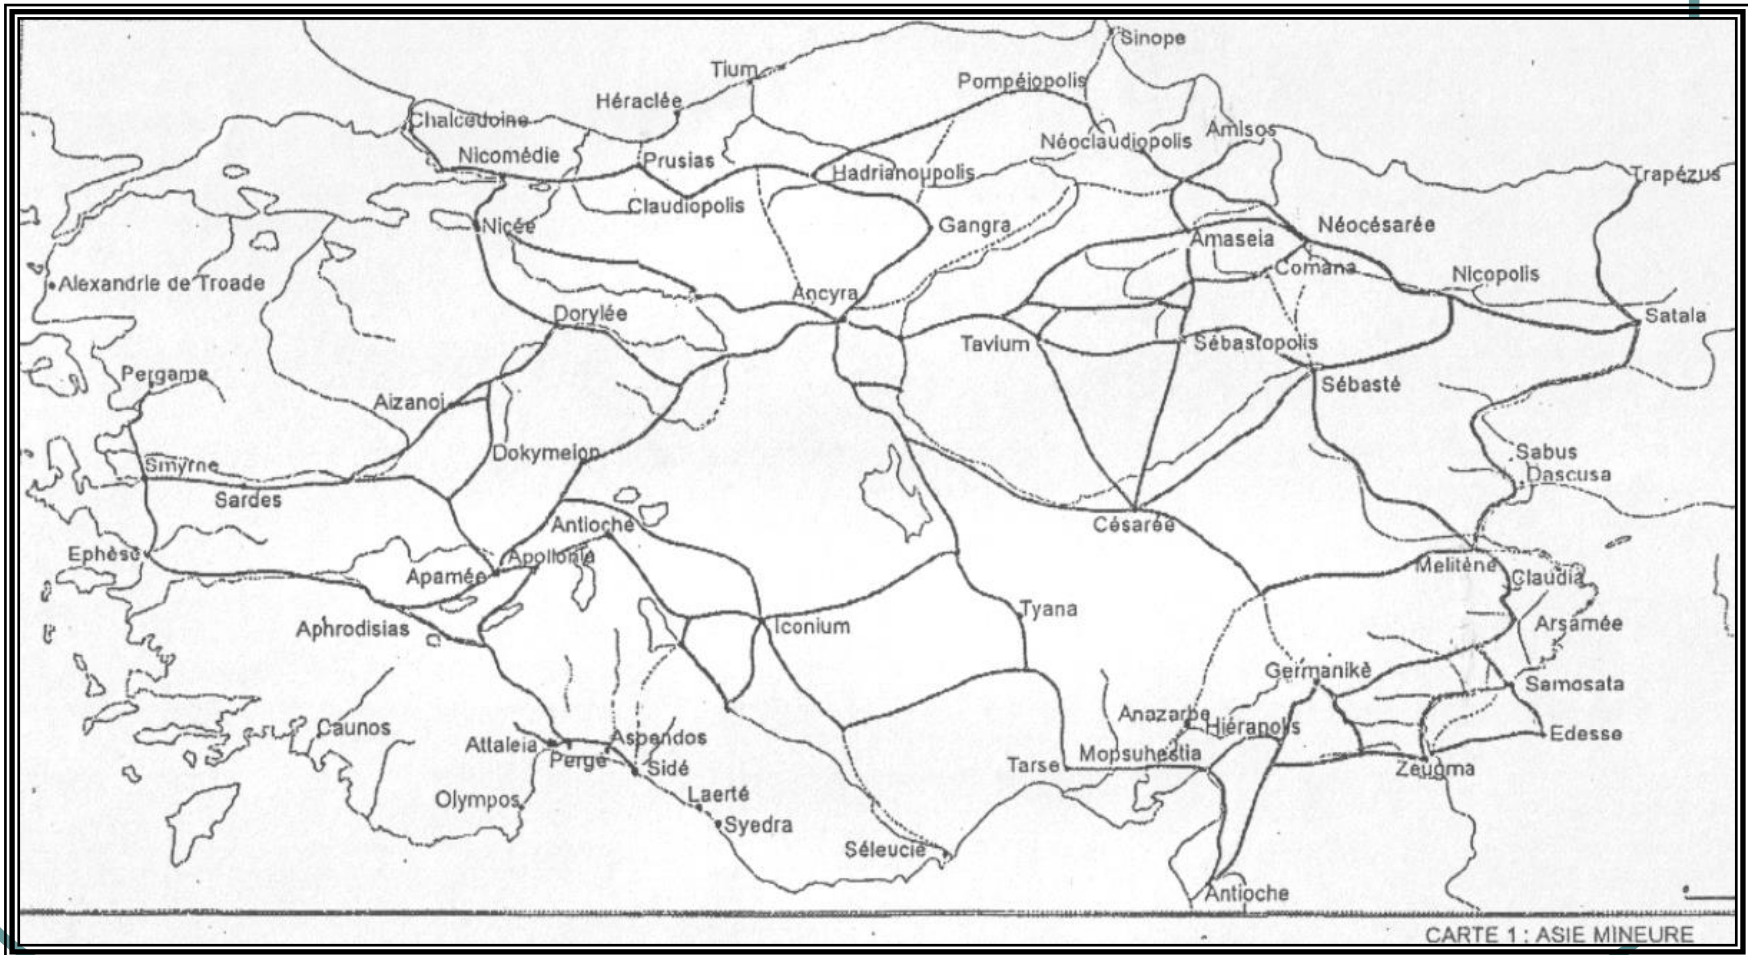 Sinope
Tium
Pompéiopolis
Héraclée
Chalcedoine
Amisos
Néoclaudiopolis
Nicomédie
Prusias
Hadrianoupolis
Trapézus
Claudiopolis
Nicée
Gangra
Néocésarée
Amaseia
Comana
Nicopolis
Alexandrie de Troade
Ancyra
Dorylée
Satala
Tavium
Sébastopolis
Pergame
Sébasté
Aizanoi
Dokymeion
Sabus
Smyrne
Dascusa
Sardes
Antioche
Césarée
Ephèse
Apollonia
Apamée
Melitène
Claudia
Tyana
Aphrodisias
Iconium
Arsamée
Germanikè
Samosata
Anazarbe
Caunos
Hiérapolis
Edesse
Attaleia
Aspendos
Pergé
Sidé
Tarse
Mopsuhestia
Zeugma
Olympos
Laerté
Syedra
Séleucie
Antioche
CARTE 1 : ASIE MINEURE